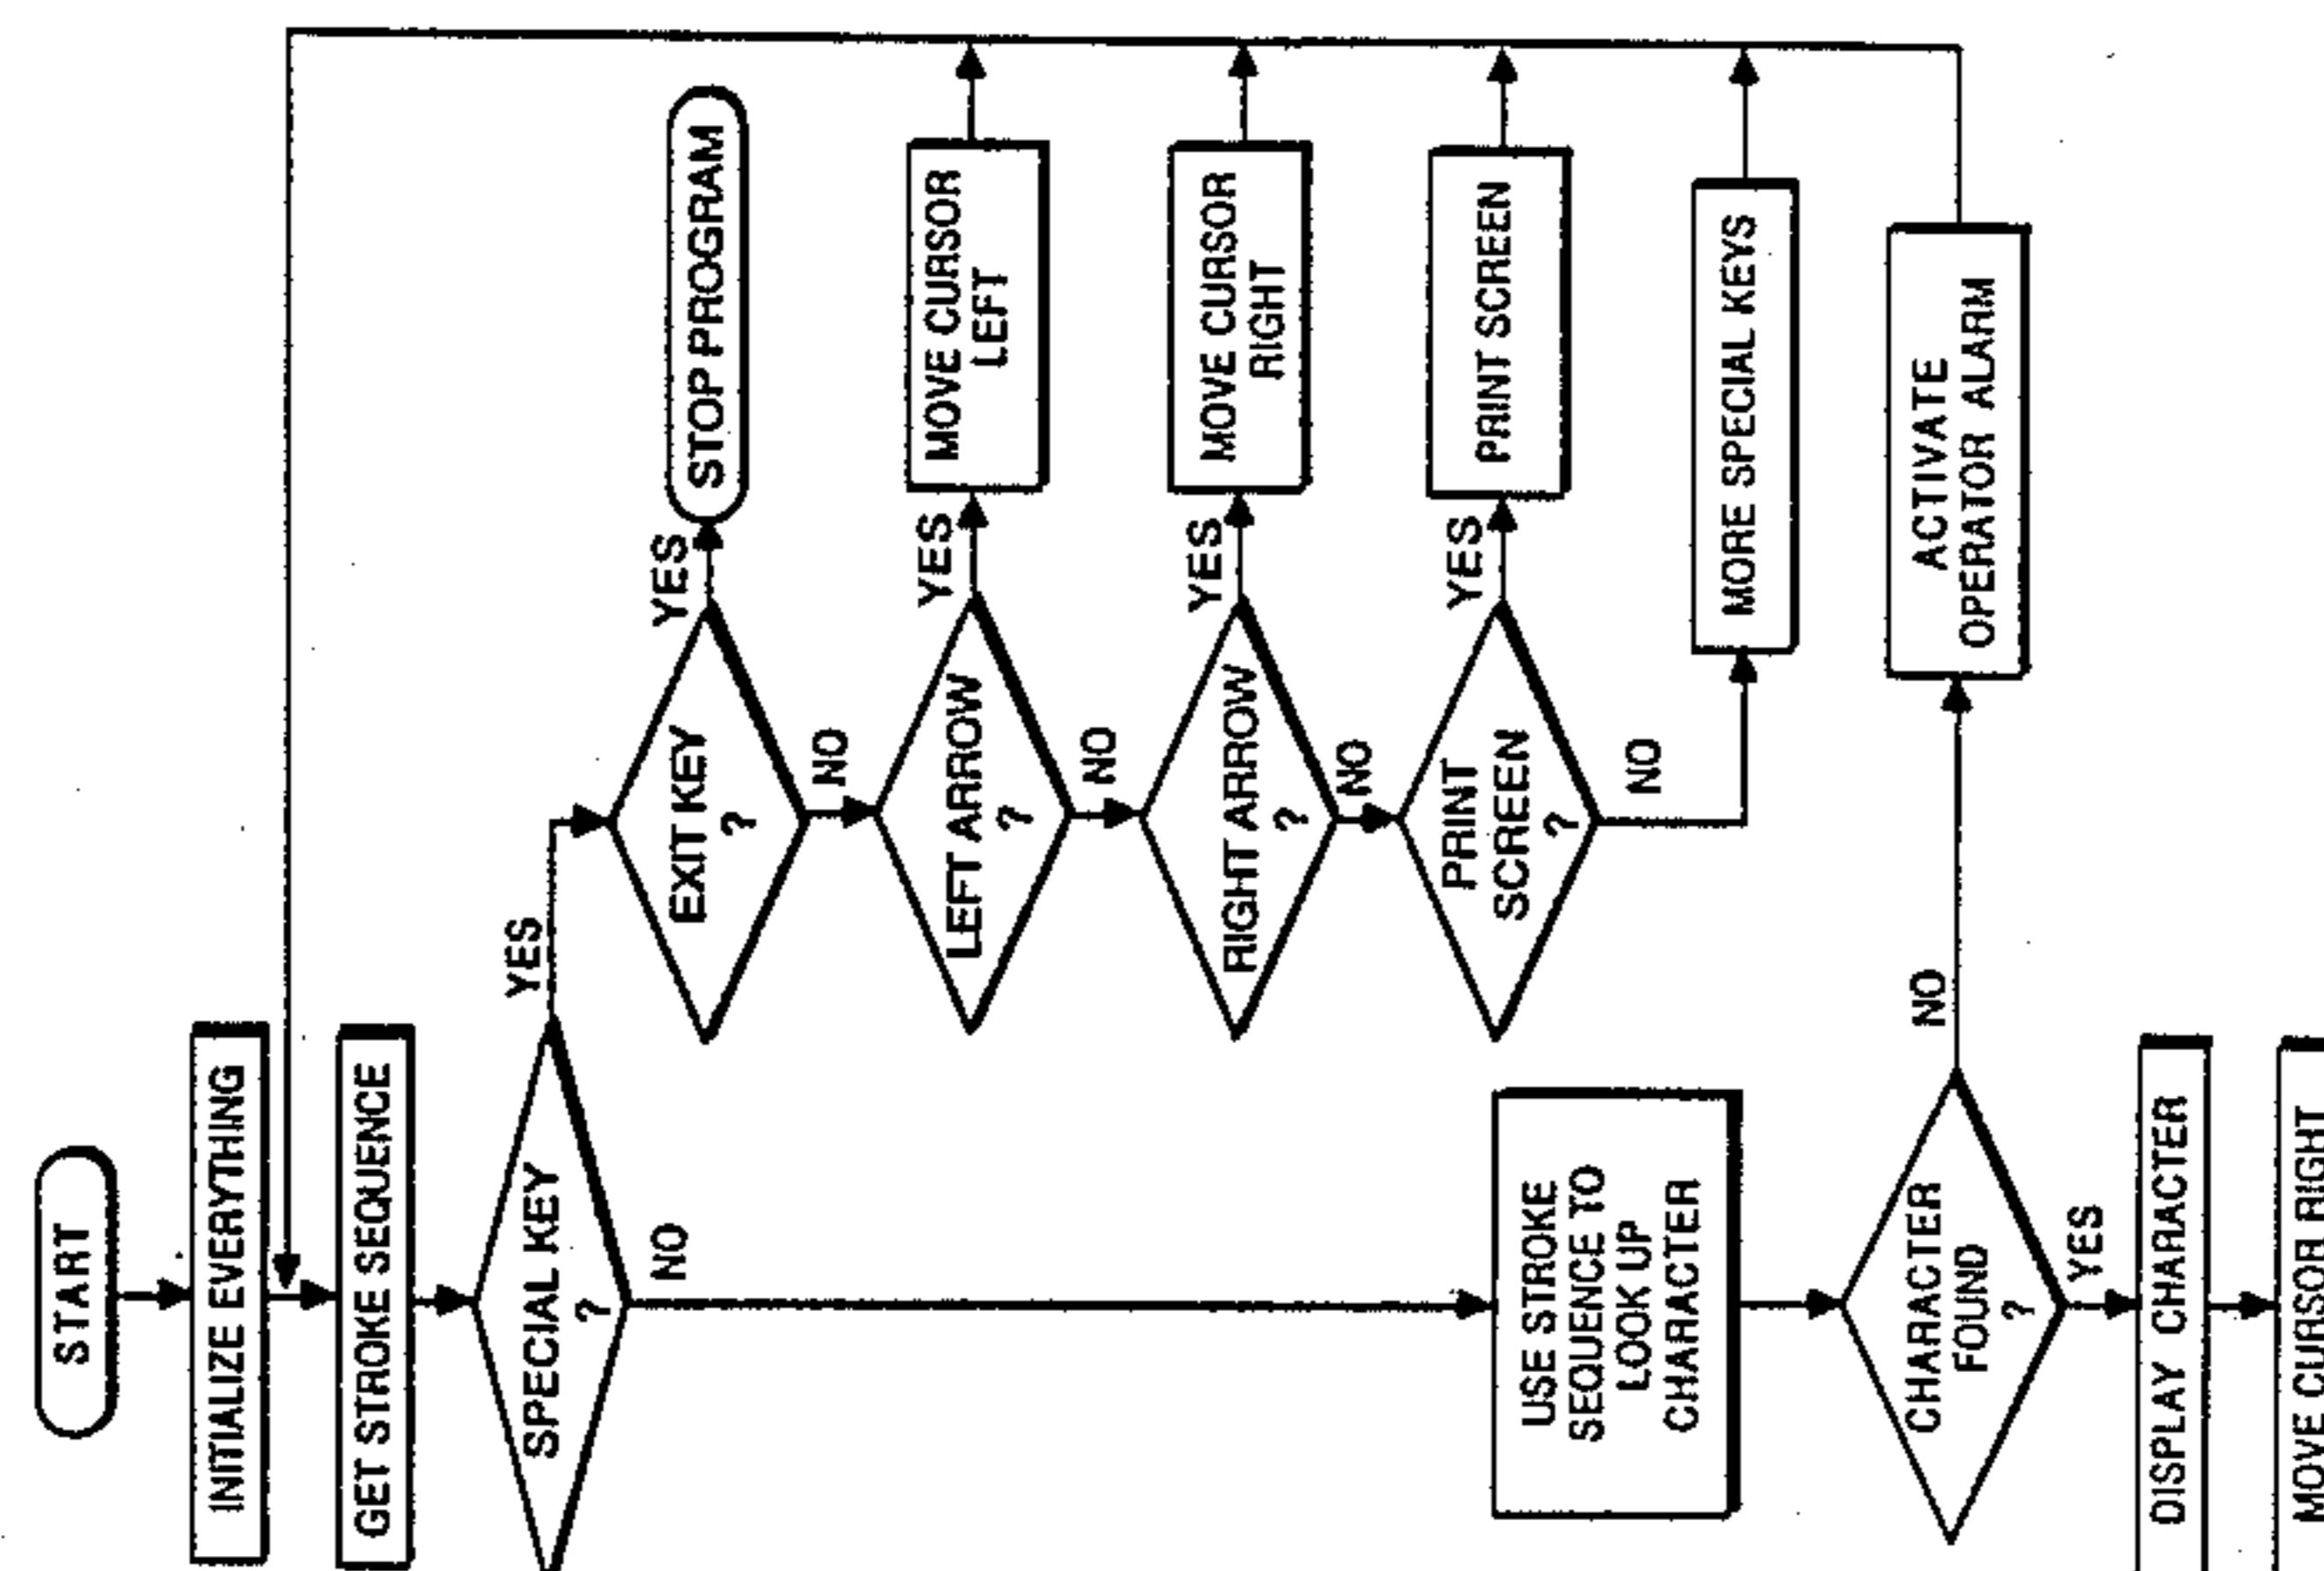 START
INITIALIZE EVERYTHING
GET STROKE SEQUENCE
SPECIAL KEY
?
YES
NO
EXIT KEY
?
YES
STOP PROGRAM
NO
LEFT ARROW
?
YES
MOVE CURSOR
LEFT
NO
RIGHT ARROW
?
YES
MOVE CURSOR
RIGHT
NO
PRINT
SCREEN
?
YES
PRINT SCREEN
NO
MORE SPECIAL KEYS
USE STROKE
SEQUENCE TO
LOOK UP
CHARACTER
CHARACTER
FOUND
?
NO
ACTIVATE
OPERATOR ALARM
YES
DISPLAY CHARACTER
MOVE CURSOR RIGHT